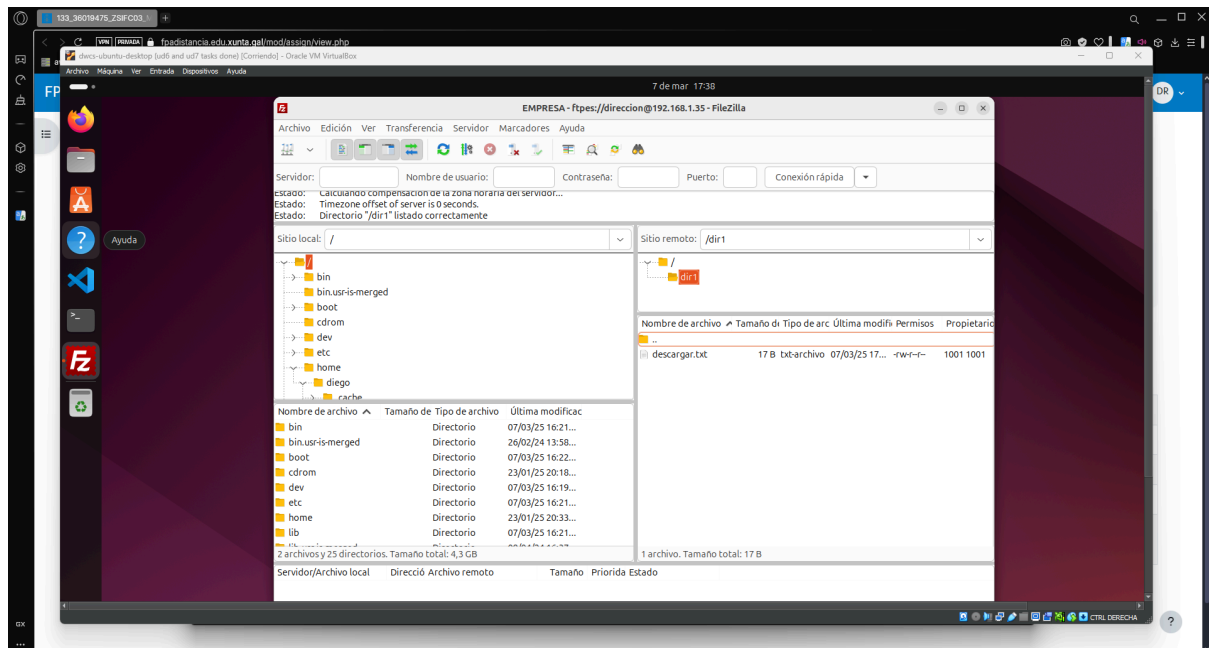 133_36019475_ZSIFC03_
VPN PRIVADA fpadistancia.edu.xunta.gal/mod/assign/view.php
dwcs-ubuntu-desktop (ud6 and ud7 tasks done) [Corriendo] - Oracle VM VirtualBox
Archivo Máquina Ver Entrada Dispositivos Ayuda
FP
DR
7 de mar 17:38
EMPRESA - ftpes://direccion@192.168.1.35 - FileZilla
Archivo Edición Ver Transferencia Servidor Marcadores Ayuda
Servidor: Nombre de usuario: Contraseña: Puerto: Conexión rápida
Estado: Calculando compensación de la zona horaria del servidor...
Estado: Timezone offset of server is 0 seconds.
Estado: Directorio "/dir1" listado correctamente
Ayuda
Sitio local: /
Sitio remoto: /dir1
/
bin
bin.usr-is-merged
boot
cdrom
dev
etc
home
diego
.cache
/
dir1
Nombre de archivo Tamaño de Tipo de archivo Última modificac
bin Directorio 07/03/25 16:21...
bin.usr-is-merged Directorio 26/02/24 13:58...
boot Directorio 07/03/25 16:22...
cdrom Directorio 23/01/25 20:18...
dev Directorio 07/03/25 16:19...
etc Directorio 07/03/25 16:21...
home Directorio 23/01/25 20:33...
lib Directorio 07/03/25 16:21...
2 archivos y 25 directorios. Tamaño total: 4,3 GB
Nombre de archivo Tamaño de Tipo de arc Última modifi Permisos Propietario
..
descargar.txt 17 B txt-archivo 07/03/25 17... -rw-r--r-- 1001 1001
1 archivo. Tamaño total: 17 B
Servidor/Archivo local Direcció Archivo remoto Tamaño Priorida Estado
CTRL DERECHA
GX